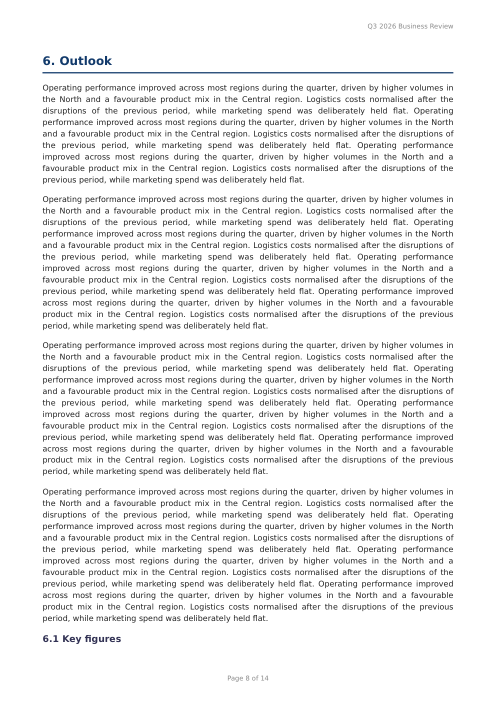 Q3 2026 Business Review
6. Outlook
Operating performance improved across most regions during the quarter, driven by higher volumes in
the North and a favourable product mix in the Central region. Logistics costs normalised after the
disruptions of the previous period, while marketing spend was deliberately held flat. Operating
performance improved across most regions during the quarter, driven by higher volumes in the North
and a favourable product mix in the Central region. Logistics costs normalised after the disruptions of
the previous period, while marketing spend was deliberately held flat. Operating performance
improved across most regions during the quarter, driven by higher volumes in the North and a
favourable product mix in the Central region. Logistics costs normalised after the disruptions of the
previous period, while marketing spend was deliberately held flat.
Operating performance improved across most regions during the quarter, driven by higher volumes in
the North and a favourable product mix in the Central region. Logistics costs normalised after the
disruptions of the previous period, while marketing spend was deliberately held flat. Operating
performance improved across most regions during the quarter, driven by higher volumes in the North
and a favourable product mix in the Central region. Logistics costs normalised after the disruptions of
the previous period, while marketing spend was deliberately held flat. Operating performance
improved across most regions during the quarter, driven by higher volumes in the North and a
favourable product mix in the Central region. Logistics costs normalised after the disruptions of the
previous period, while marketing spend was deliberately held flat. Operating performance improved
across most regions during the quarter, driven by higher volumes in the North and a favourable
product mix in the Central region. Logistics costs normalised after the disruptions of the previous
period, while marketing spend was deliberately held flat.
Operating performance improved across most regions during the quarter, driven by higher volumes in
the North and a favourable product mix in the Central region. Logistics costs normalised after the
disruptions of the previous period, while marketing spend was deliberately held flat. Operating
performance improved across most regions during the quarter, driven by higher volumes in the North
and a favourable product mix in the Central region. Logistics costs normalised after the disruptions of
the previous period, while marketing spend was deliberately held flat. Operating performance
improved across most regions during the quarter, driven by higher volumes in the North and a
favourable product mix in the Central region. Logistics costs normalised after the disruptions of the
previous period, while marketing spend was deliberately held flat. Operating performance improved
across most regions during the quarter, driven by higher volumes in the North and a favourable
product mix in the Central region. Logistics costs normalised after the disruptions of the previous
period, while marketing spend was deliberately held flat.
Operating performance improved across most regions during the quarter, driven by higher volumes in
the North and a favourable product mix in the Central region. Logistics costs normalised after the
disruptions of the previous period, while marketing spend was deliberately held flat. Operating
performance improved across most regions during the quarter, driven by higher volumes in the North
and a favourable product mix in the Central region. Logistics costs normalised after the disruptions of
the previous period, while marketing spend was deliberately held flat. Operating performance
improved across most regions during the quarter, driven by higher volumes in the North and a
favourable product mix in the Central region. Logistics costs normalised after the disruptions of the
previous period, while marketing spend was deliberately held flat. Operating performance improved
across most regions during the quarter, driven by higher volumes in the North and a favourable
product mix in the Central region. Logistics costs normalised after the disruptions of the previous
period, while marketing spend was deliberately held flat.
6.1 Key figures
Page 8 of 14